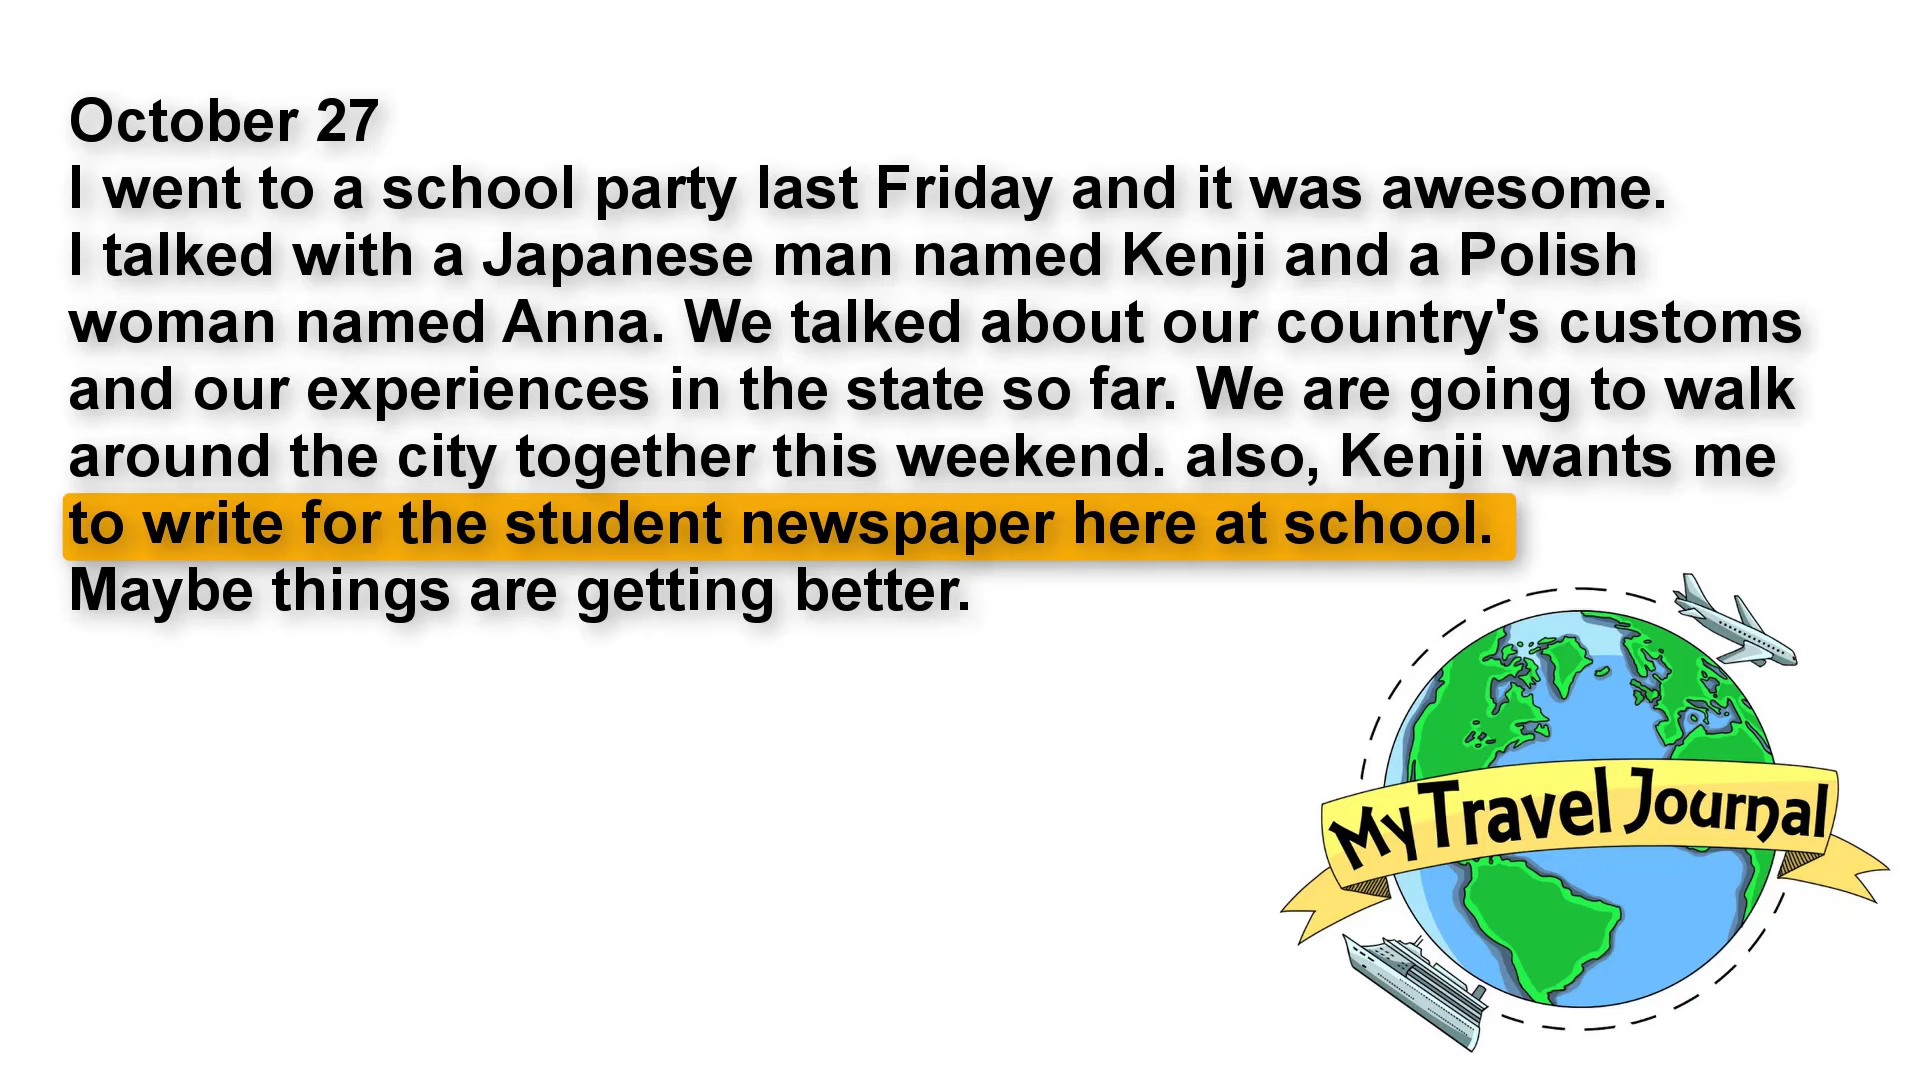 October 27
I went to a school party last Friday and it was awesome.
I talked with a Japanese man named Kenji and a Polish
woman named Anna. We talked about our country's customs
and our experiences in the state so far. We are going to walk
around the city together this weekend. also, Kenji wants me
to write for the student newspaper here at school.
Maybe things are getting better.
My Travel Journal